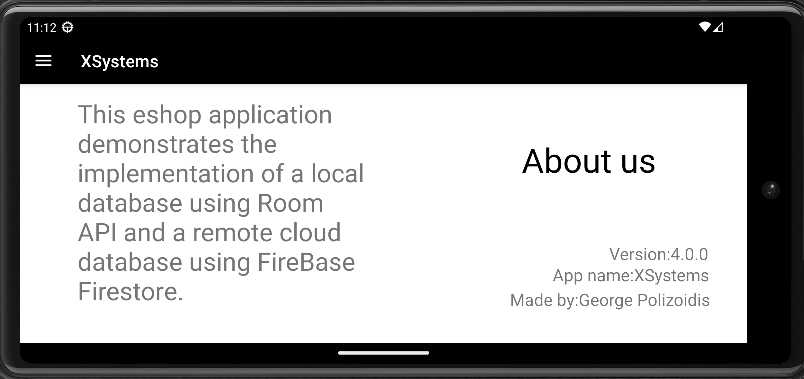 11:12
XSystems
This eshop application
demonstrates the
implementation of a local
database using Room
API and a remote cloud
database using FireBase
Firestore.
About us
Version:4.0.0
App name:XSystems
Made by:George Polizoidis